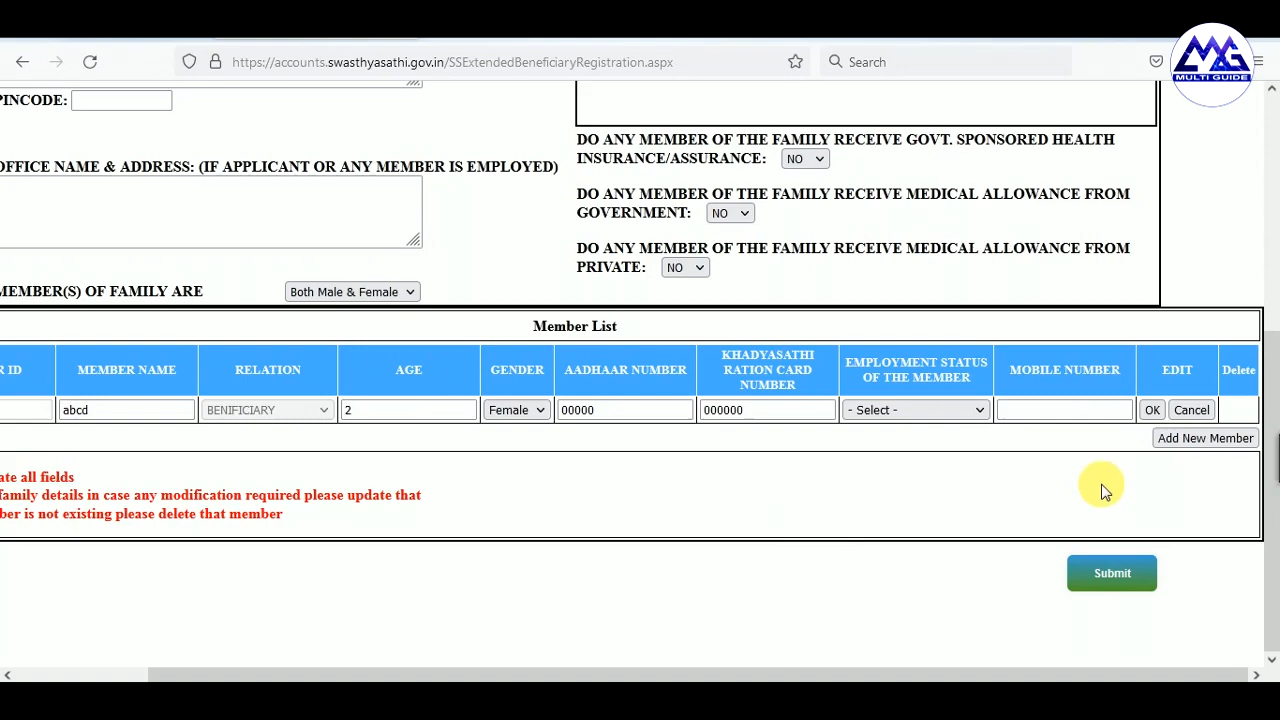 https://accounts.swasthyasathi.gov.in/SSExtendedBeneficiaryRegistration.aspx
Search
MULTI GUIDE
PINCODE:
OFFICE NAME & ADDRESS: (IF APPLICANT OR ANY MEMBER IS EMPLOYED)
MEMBER(S) OF FAMILY ARE
Both Male & Female
DO ANY MEMBER OF THE FAMILY RECEIVE GOVT. SPONSORED HEALTH
INSURANCE/ASSURANCE: NO
DO ANY MEMBER OF THE FAMILY RECEIVE MEDICAL ALLOWANCE FROM
GOVERNMENT: NO
DO ANY MEMBER OF THE FAMILY RECEIVE MEDICAL ALLOWANCE FROM
PRIVATE: NO
Member List
R ID
MEMBER NAME
RELATION
AGE
GENDER
AADHAAR NUMBER
KHADYASATHI
RATION CARD
NUMBER
EMPLOYMENT STATUS
OF THE MEMBER
MOBILE NUMBER
EDIT
Delete
abcd
BENIFICIARY
2
Female
00000
000000
- Select -
OK
Cancel
Add New Member
ate all fields
family details in case any modification required please update that
ber is not existing please delete that member
Submit